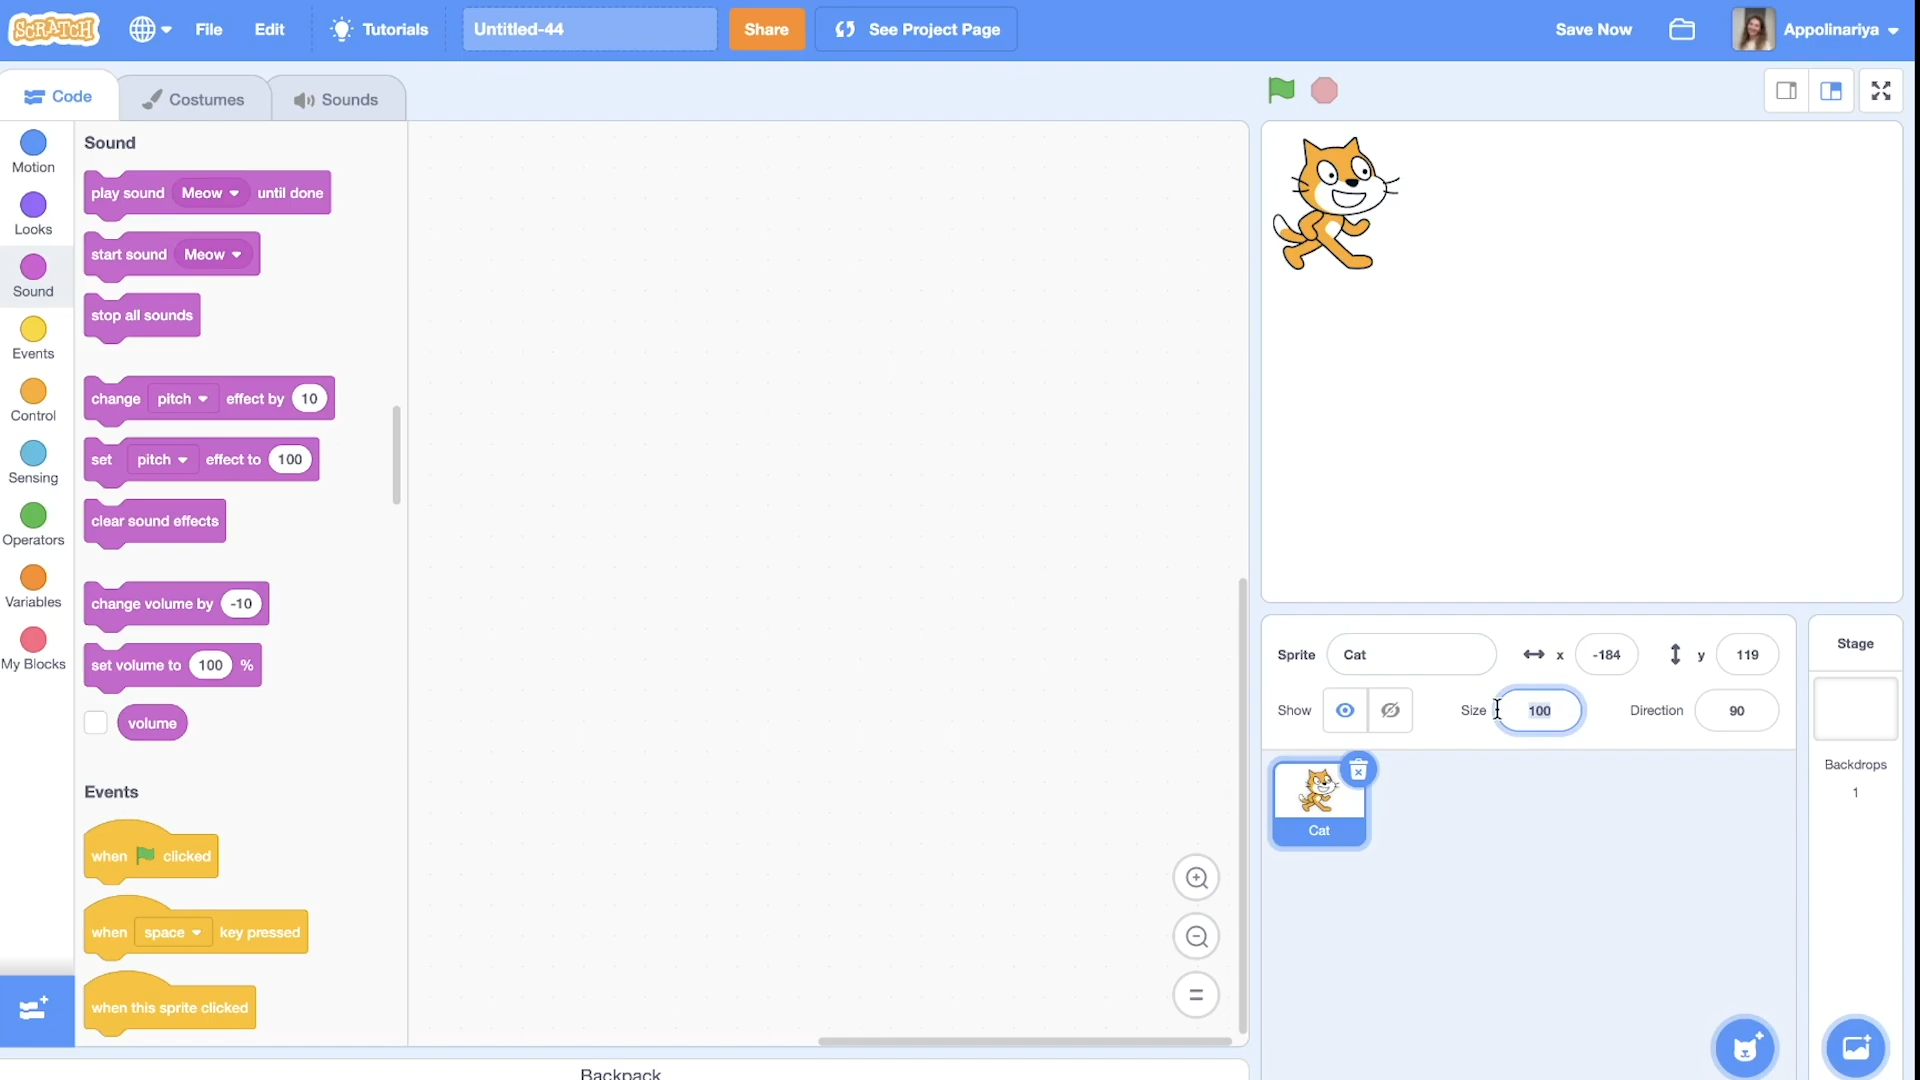 SCRATCH
File
Edit
Tutorials
Untitled-44
Share
See Project Page
Save Now
Appolinariya
Code
Costumes
Sounds
Motion
Looks
Sound
Events
Control
Sensing
Operators
Variables
My Blocks
Sound
play sound Meow until done
start sound Meow
stop all sounds
change pitch effect by 10
set pitch effect to 100
clear sound effects
change volume by -10
set volume to 100 %
volume
Events
when clicked
when space key pressed
when this sprite clicked
Backpack
Sprite Cat x -184 y 119
Show Size 100 Direction 90
Cat
Stage
Backdrops
1